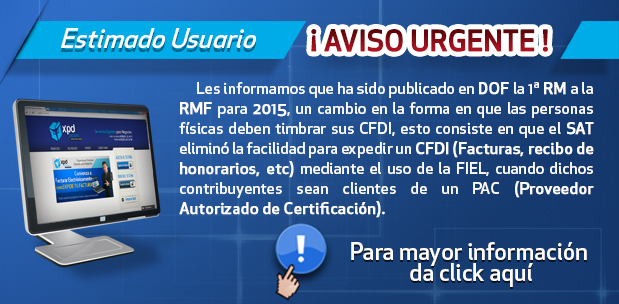 Estimado Usuario
¡AVISO URGENTE!
Les informamos que ha sido publicado en DOF la 1ª RM a la
RMF para 2015, un cambio en la forma en que las personas
físicas deben timbrar sus CFDI, esto consiste en que el SAT
eliminó la facilidad para expedir un CFDI (Facturas, recibo de
honorarios, etc) mediante el uso de la FIEL, cuando dichos
contribuyentes sean clientes de un PAC (Proveedor
Autorizado de Certificación).
xpd
!
Para mayor información
da click aquí